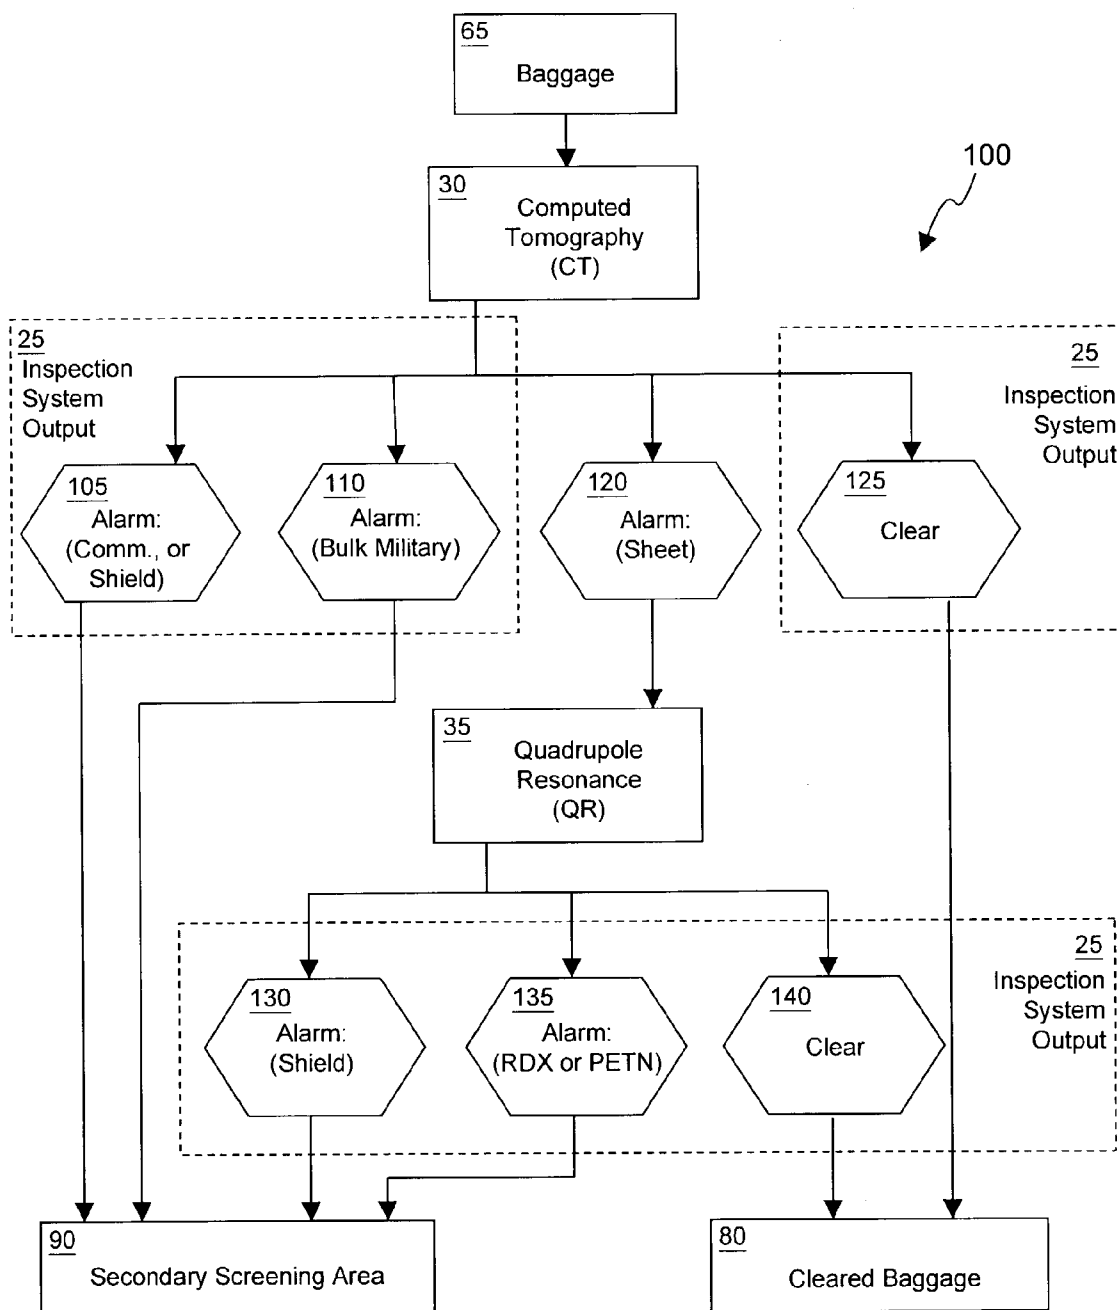 65
Baggage
30
Computed
Tomography
(CT)
100
25
Inspection
System
Output
25
Inspection
System
Output
105
Alarm:
(Comm., or
Shield)
110
Alarm:
(Bulk Military)
120
Alarm:
(Sheet)
125
Clear
35
Quadrupole
Resonance
(QR)
25
Inspection
System
Output
130
Alarm:
(Shield)
135
Alarm:
(RDX or PETN)
140
Clear
90
Secondary Screening Area
80
Cleared Baggage